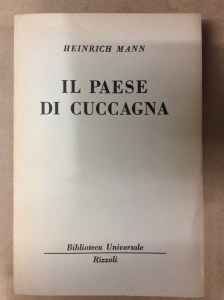 HEINRICH MANN
IL PAESE
DI CUCCAGNA
Biblioteca Universale
Rizzoli